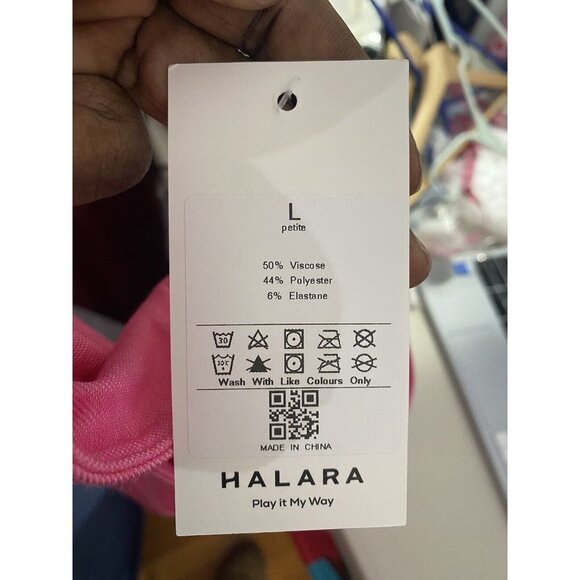 L
petite
50% Viscose
44% Polyester
6% Elastane
30
20°C
Wash With Like Colours Only
MADE IN CHINA
HALARA
Play it My Way